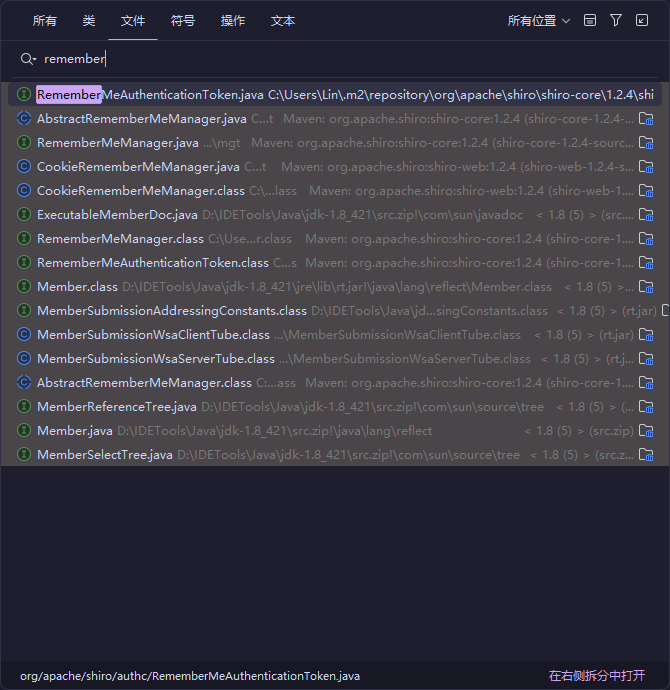 所有 类 文件 符号 操作 文本 所有位置
remember
RememberMeAuthenticationToken.java C:\Users\Lin\.m2\repository\org\apache\shiro\shiro-core\1.2.4\shi
AbstractRememberMeManager.java C...t Maven: org.apache.shiro:shiro-core:1.2.4 (shiro-core-1.2.4-...
RememberMeManager.java ...\mgt Maven: org.apache.shiro:shiro-core:1.2.4 (shiro-core-1.2.4-sourc...
CookieRememberMeManager.java C...t Maven: org.apache.shiro:shiro-web:1.2.4 (shiro-web-1.2.4-s...
CookieRememberMeManager.class C:\...lass Maven: org.apache.shiro:shiro-web:1.2.4 (shiro-web-1...
ExecutableMemberDoc.java D:\IDETools\Java\jdk-1.8_421\src.zip!\com\sun\javadoc < 1.8 (5) > (src....
RememberMeManager.class C:\Use...r.class Maven: org.apache.shiro:shiro-core:1.2.4 (shiro-core-1....
RememberMeAuthenticationToken.class C...s Maven: org.apache.shiro:shiro-core:1.2.4 (shiro-core-1....
Member.class D:\IDETools\Java\jdk-1.8_421\jre\lib\rt.jar!\java\lang\reflect\Member.class < 1.8 (5) >...
MemberSubmissionAddressingConstants.class D:\IDETools\Java\jd...singConstants.class < 1.8 (5) > (rt.jar)
MemberSubmissionWsaClientTube.class ...\MemberSubmissionWsaClientTube.class < 1.8 (5) > (rt.jar)
MemberSubmissionWsaServerTube.class ...\MemberSubmissionWsaServerTube.class < 1.8 (5) > (rt.j...
AbstractRememberMeManager.class C:...ass Maven: org.apache.shiro:shiro-core:1.2.4 (shiro-core-1....
MemberReferenceTree.java D:\IDETools\Java\jdk-1.8_421\src.zip!\com\sun\source\tree < 1.8 (5) > (...
Member.java D:\IDETools\Java\jdk-1.8_421\src.zip!\java\lang\reflect < 1.8 (5) > (src.zip)
MemberSelectTree.java D:\IDETools\Java\jdk-1.8_421\src.zip!\com\sun\source\tree < 1.8 (5) > (src.z...
org/apache/shiro/authc/RememberMeAuthenticationToken.java 在右侧拆分中打开